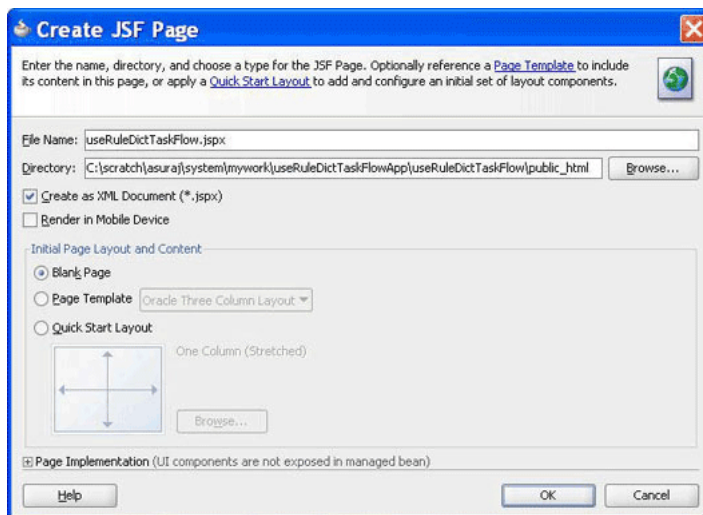 Create JSF Page
Enter the name, directory, and choose a type for the JSF Page. Optionally reference a Page Template to include
its content in this page, or apply a Quick Start Layout to add and configure an initial set of layout components.
File Name: useRuleDictTaskFlow.jspx
Directory: C:\scratch\asuraj\system\mywork\useRuleDictTaskFlowApp\useRuleDictTaskFlow\public_html Browse...
Create as XML Document (*.jspx)
Render in Mobile Device
Initial Page Layout and Content
Blank Page
Page Template Oracle Three Column Layout
Quick Start Layout
One Column (Stretched)
Browse...
Page Implementation (UI components are not exposed in managed bean)
Help OK Cancel